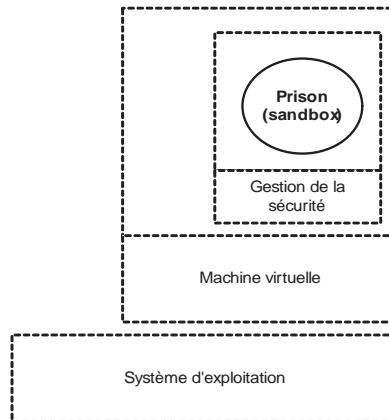 Prison
(sandbox)
Gestion de la
sécurité
Machine virtuelle
Système d'exploitation